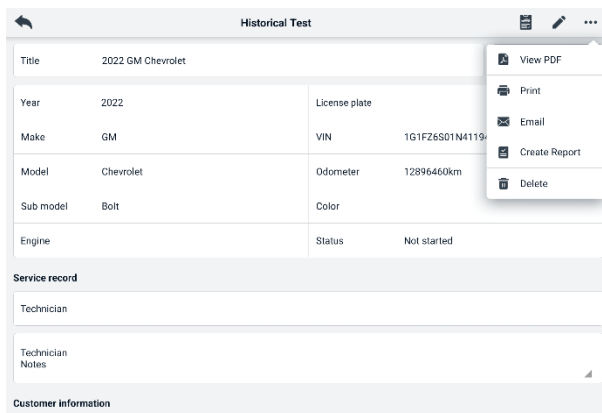 Historical Test
Title 2022 GM Chevrolet
View PDF
Print
Email
Create Report
Delete
Year 2022 License plate
Make GM VIN 1G1FZ6S01N41194
Model Chevrolet Odometer 12896460km
Sub model Bolt Color
Engine Status Not started
Service record
Technician
Technician
Notes
Customer information